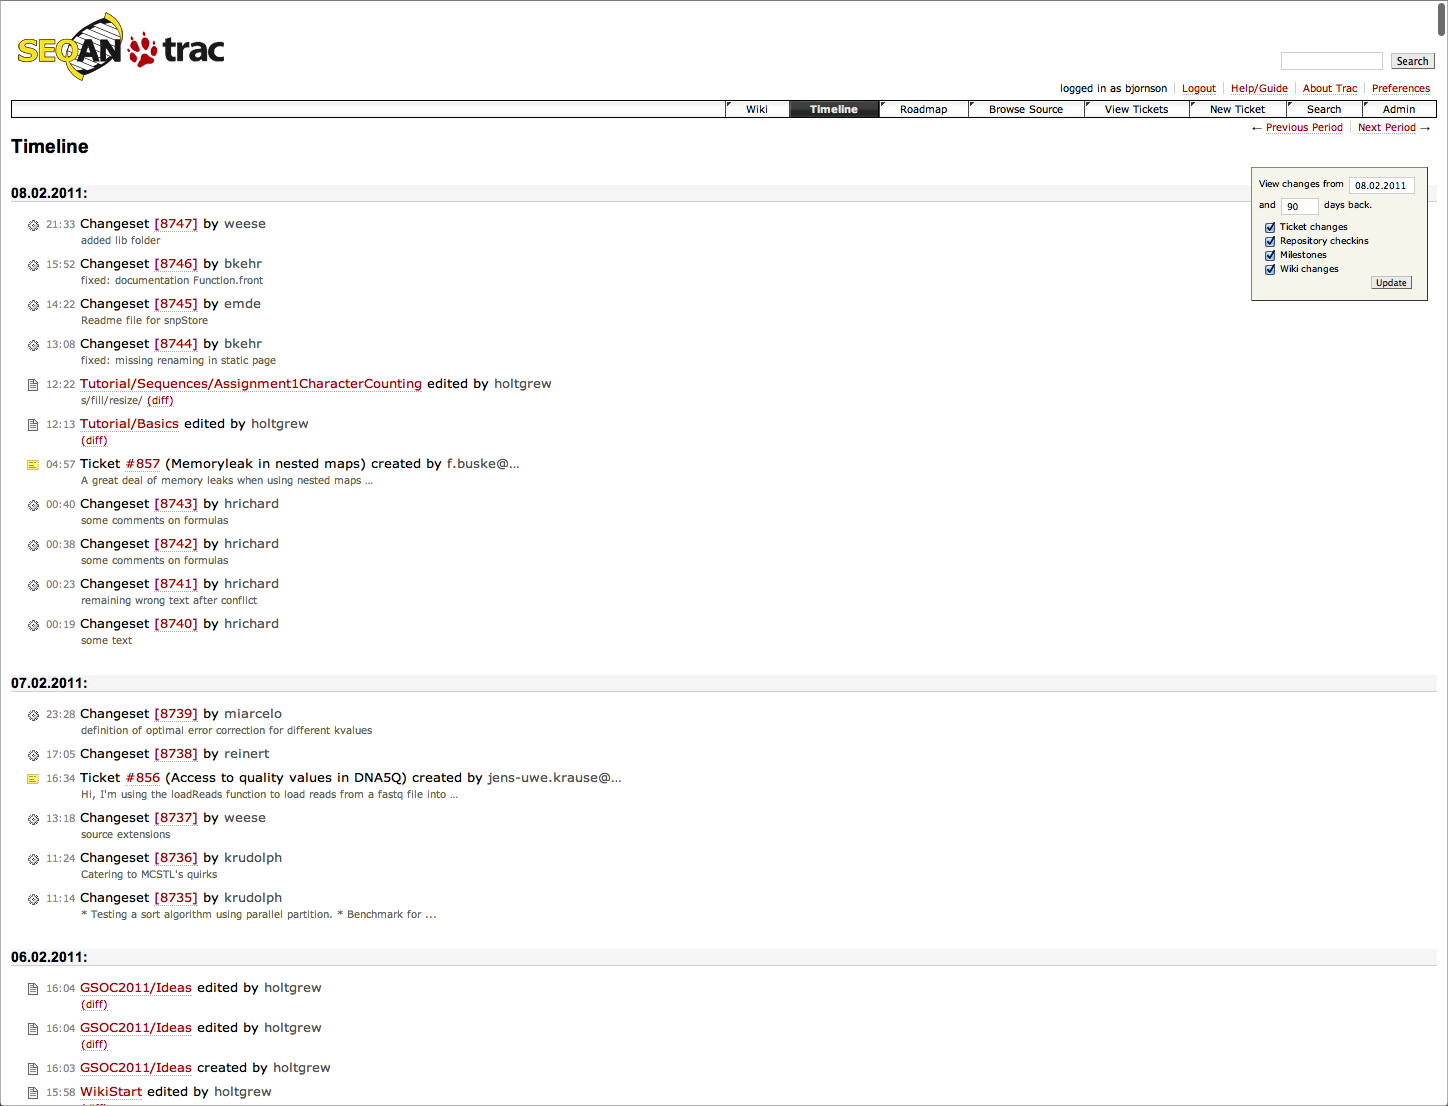 SEQAN trac
Search
logged in as bjornson Logout Help/Guide About Trac Preferences
Wiki Timeline Roadmap Browse Source View Tickets New Ticket Search Admin
← Previous Period Next Period →
Timeline
View changes from 08.02.2011
and 90 days back.
Ticket changes
Repository checkins
Milestones
Wiki changes
Update
08.02.2011:
21:33 Changeset [8747] by weese
added lib folder
15:52 Changeset [8746] by bkehr
fixed: documentation Function.front
14:22 Changeset [8745] by emde
Readme file for snpStore
13:08 Changeset [8744] by bkehr
fixed: missing renaming in static page
12:22 Tutorial/Sequences/Assignment1CharacterCounting edited by holtgrew
s/fill/resize/ (diff)
12:13 Tutorial/Basics edited by holtgrew
(diff)
04:57 Ticket #857 (Memoryleak in nested maps) created by f.buske@…
A great deal of memory leaks when using nested maps …
00:40 Changeset [8743] by hrichard
some comments on formulas
00:38 Changeset [8742] by hrichard
some comments on formulas
00:23 Changeset [8741] by hrichard
remaining wrong text after conflict
00:19 Changeset [8740] by hrichard
some text
07.02.2011:
23:28 Changeset [8739] by miarcelo
definition of optimal error correction for different kvalues
17:05 Changeset [8738] by reinert
16:34 Ticket #856 (Access to quality values in DNA5Q) created by jens-uwe.krause@…
Hi, I'm using the loadReads function to load reads from a fastq file into …
13:18 Changeset [8737] by weese
source extensions
11:24 Changeset [8736] by krudolph
Catering to MCSTL's quirks
11:14 Changeset [8735] by krudolph
* Testing a sort algorithm using parallel partition. * Benchmark for …
06.02.2011:
16:04 GSOC2011/Ideas edited by holtgrew
(diff)
16:04 GSOC2011/Ideas edited by holtgrew
(diff)
16:03 GSOC2011/Ideas created by holtgrew
15:58 WikiStart edited by holtgrew